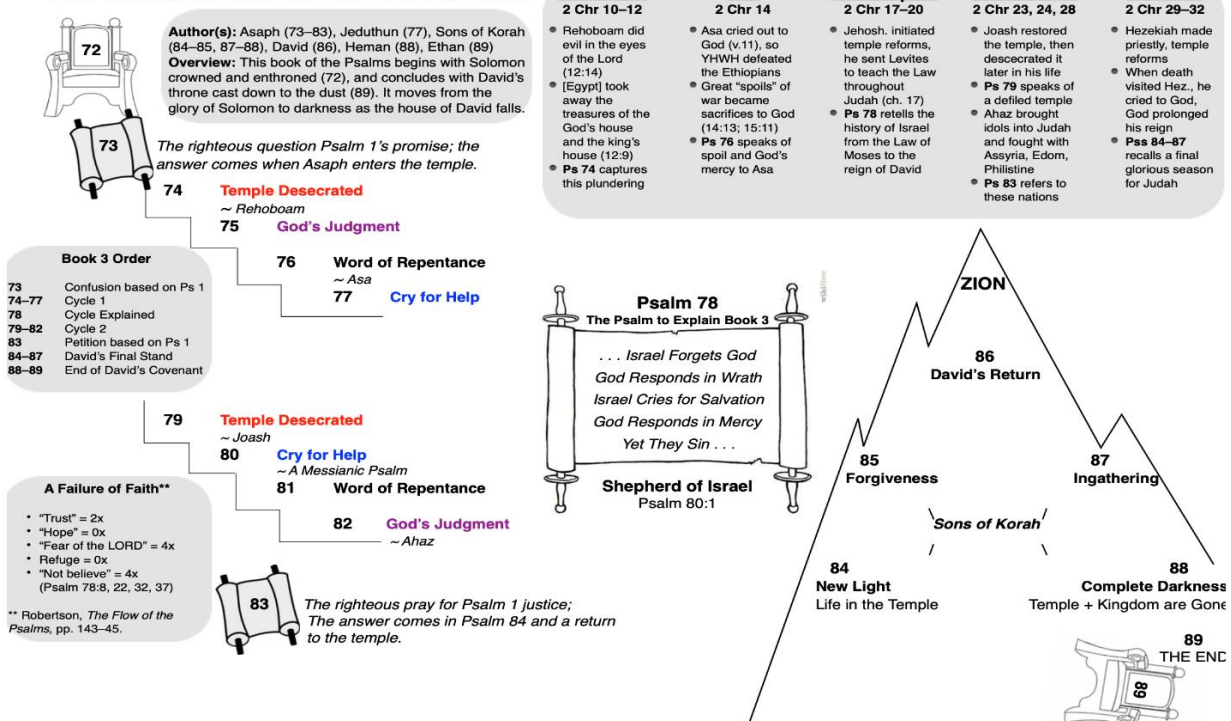 72
Author(s): Asaph (73–83), Jeduthun (77), Sons of Korah
(84–85, 87–88), David (86), Heman (88), Ethan (89)
Overview: This book of the Psalms begins with Solomon
crowned and enthroned (72), and concludes with David's
throne cast down to the dust (89). It moves from the
glory of Solomon to darkness as the house of David falls.
2 Chr 10–12
• Rehoboam did
evil in the eyes
of the Lord
(12:14)
• [Egypt] took
away the
treasures of the
God's house
and the king's
house (12:9)
• Ps 74 captures
this plundering
2 Chr 14
• Asa cried out to
God (v.11), so
YHWH defeated
the Ethiopians
• Great "spoils" of
war became
sacrifices to God
(14:13; 15:11)
• Ps 76 speaks of
spoil and God's
mercy to Asa
2 Chr 17–20
• Jehosh. initiated
temple reforms,
he sent Levites
to teach the Law
throughout
Judah (ch. 17)
• Ps 78 retells the
history of Israel
from the Law of
Moses to the
reign of David
2 Chr 23, 24, 28
• Joash restored
the temple, then
descecrated it
later in his life
• Ps 79 speaks of
a defiled temple
• Ahaz brought
idols into Judah
and fought with
Assyria, Edom,
Philistine
• Ps 83 refers to
these nations
2 Chr 29–32
• Hezekiah made
priestly, temple
reforms
• When death
visited Hez., he
cried to God,
God prolonged
his reign
• Pss 84–87
recalls a final
glorious season
for Judah
73
The righteous question Psalm 1's promise; the
answer comes when Asaph enters the temple.
74 Temple Desecrated
~ Rehoboam
75 God's Judgment
76 Word of Repentance
~ Asa
77 Cry for Help
Book 3 Order
73 Confusion based on Ps 1
74–77 Cycle 1
78 Cycle Explained
79–82 Cycle 2
83 Petition based on Ps 1
84–87 David's Final Stand
88–89 End of David's Covenant
79 Temple Desecrated
~ Joash
80 Cry for Help
~ A Messianic Psalm
81 Word of Repentance
82 God's Judgment
~ Ahaz
A Failure of Faith**
• "Trust" = 2x
• "Hope" = 0x
• "Fear of the LORD" = 4x
• Refuge = 0x
• "Not believe" = 4x
(Psalm 78:8, 22, 32, 37)
** Robertson, The Flow of the
Psalms, pp. 143–45.
83
The righteous pray for Psalm 1 justice;
The answer comes in Psalm 84 and a return
to the temple.
wikiHow
Psalm 78
The Psalm to Explain Book 3
. . . Israel Forgets God
God Responds in Wrath
Israel Cries for Salvation
God Responds in Mercy
Yet They Sin . . .
Shepherd of Israel
Psalm 80:1
ZION
86
David's Return
85
Forgiveness
87
Ingathering
Sons of Korah
84
New Light
Life in the Temple
88
Complete Darkness
Temple + Kingdom are Gone
89
THE END
89